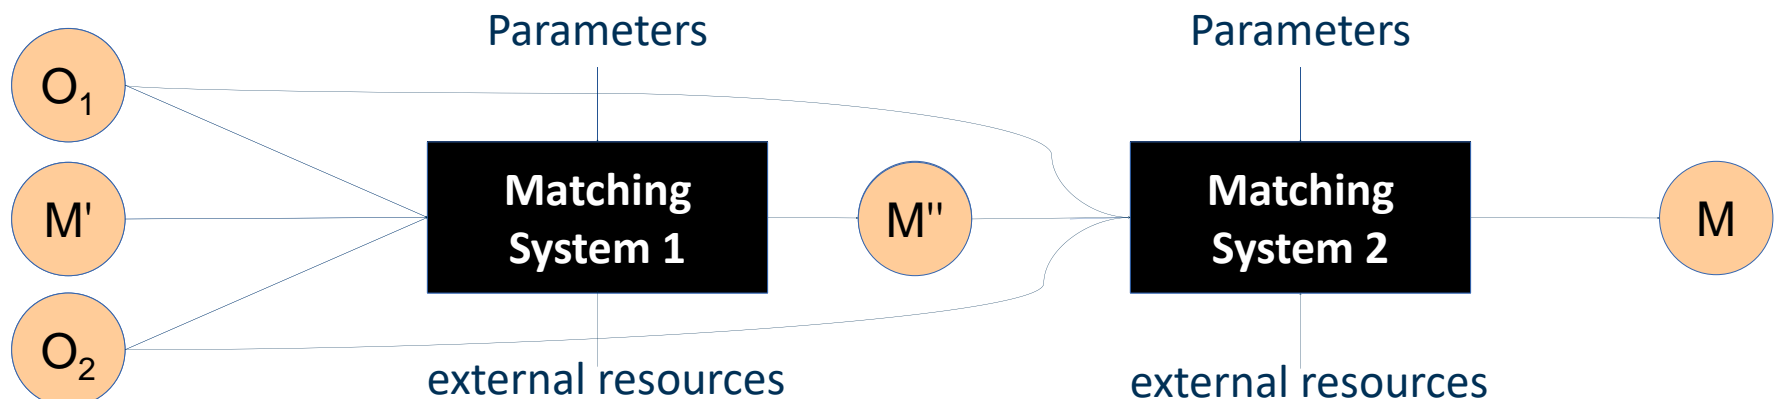 Parameters
Parameters
O₁
M'
O₂
Matching
System 1
M''
Matching
System 2
M
external resources
external resources